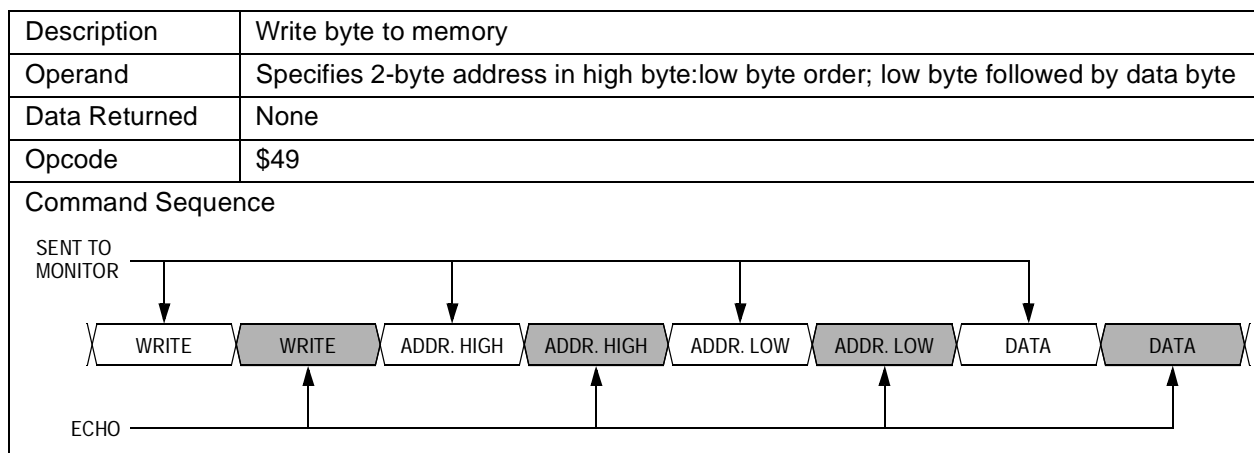 Description Write byte to memory
Operand Specifies 2-byte address in high byte:low byte order; low byte followed by data byte
Data Returned None
Opcode $49
Command Sequence
SENT TO
MONITOR
WRITE WRITE ADDR. HIGH ADDR. HIGH ADDR. LOW ADDR. LOW DATA DATA
ECHO